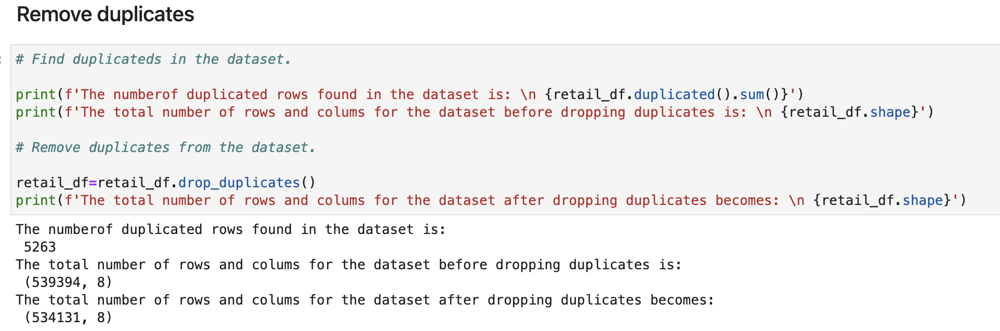 Remove duplicates
# Find duplicateds in the dataset.
print(f'The numberof duplicated rows found in the dataset is: \n {retail_df.duplicated().sum()}')
print(f'The total number of rows and colums for the dataset before dropping duplicates is: \n {retail_df.shape}')
# Remove duplicates from the dataset.
retail_df=retail_df.drop_duplicates()
print(f'The total number of rows and colums for the dataset after dropping duplicates becomes: \n {retail_df.shape}')
The numberof duplicated rows found in the dataset is:
5263
The total number of rows and colums for the dataset before dropping duplicates is:
(539394, 8)
The total number of rows and colums for the dataset after dropping duplicates becomes:
(534131, 8)